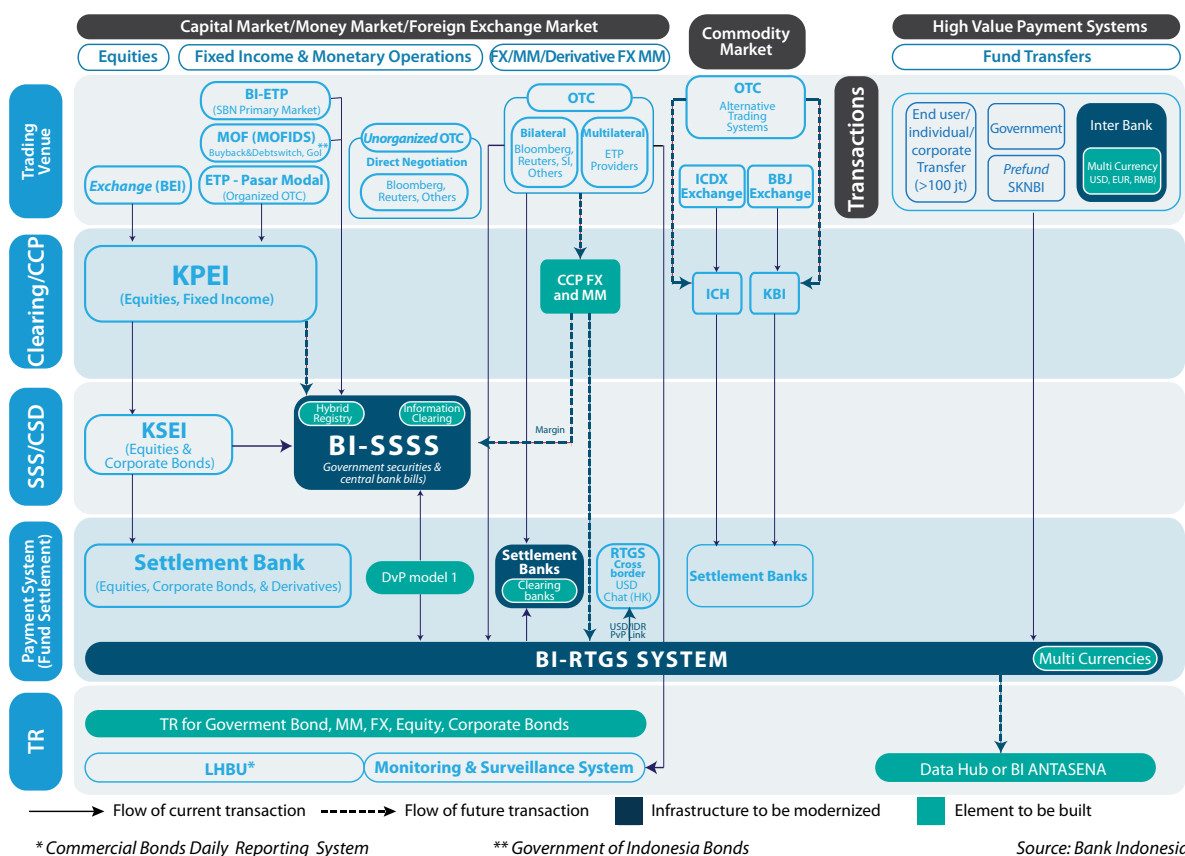 Capital Market/Money Market/Foreign Exchange Market
Commodity
Market
High Value Payment Systems
Equities
Fixed Income & Monetary Operations
FX/MM/Derivative FX MM
Fund Transfers
Trading
Venue
BI-ETP
(SBN Primary Market)
MOF (MOFIDS)
Buyback&Debtswitch, GoI**
Exchange (BEI)
ETP - Pasar Modal
(Organized OTC)
Unorganized OTC
Direct Negotiation
Bloomberg,
Reuters, Others
OTC
Bilateral
Bloomberg,
Reuters, SI,
Others
Multilateral
ETP
Providers
OTC
Alternative
Trading
Systems
ICDX
Exchange
BBJ
Exchange
Transactions
End user/
individual/
corporate
Transfer
(>100 jt)
Government
Prefund
SKNBI
Inter Bank
Multi Currency
USD, EUR, RMB)
Clearing/CCP
KPEI
(Equities, Fixed Income)
CCP FX
and MM
ICH
KBI
SSS/CSD
KSEI
(Equities &
Corporate Bonds)
Hybrid
Registry
Information
Clearing
BI-SSSS
Government securities &
central bank bills)
Margin
Payment System
(Fund Settlement)
Settlement Bank
(Equities, Corporate Bonds, & Derivatives)
DvP model 1
Settlement
Banks
Clearing
banks
RTGS
Cross
border
USD
Chat (HK)
USD/IDR
PvP Link
Settlement Banks
BI-RTGS SYSTEM
Multi Currencies
TR
TR for Goverment Bond, MM, FX, Equity, Corporate Bonds
LHBU*
Monitoring & Surveillance System
Data Hub or BI ANTASENA
Flow of current transaction
Flow of future transaction
Infrastructure to be modernized
Element to be built
* Commercial Bonds Daily Reporting System
** Government of Indonesia Bonds
Source: Bank Indonesia